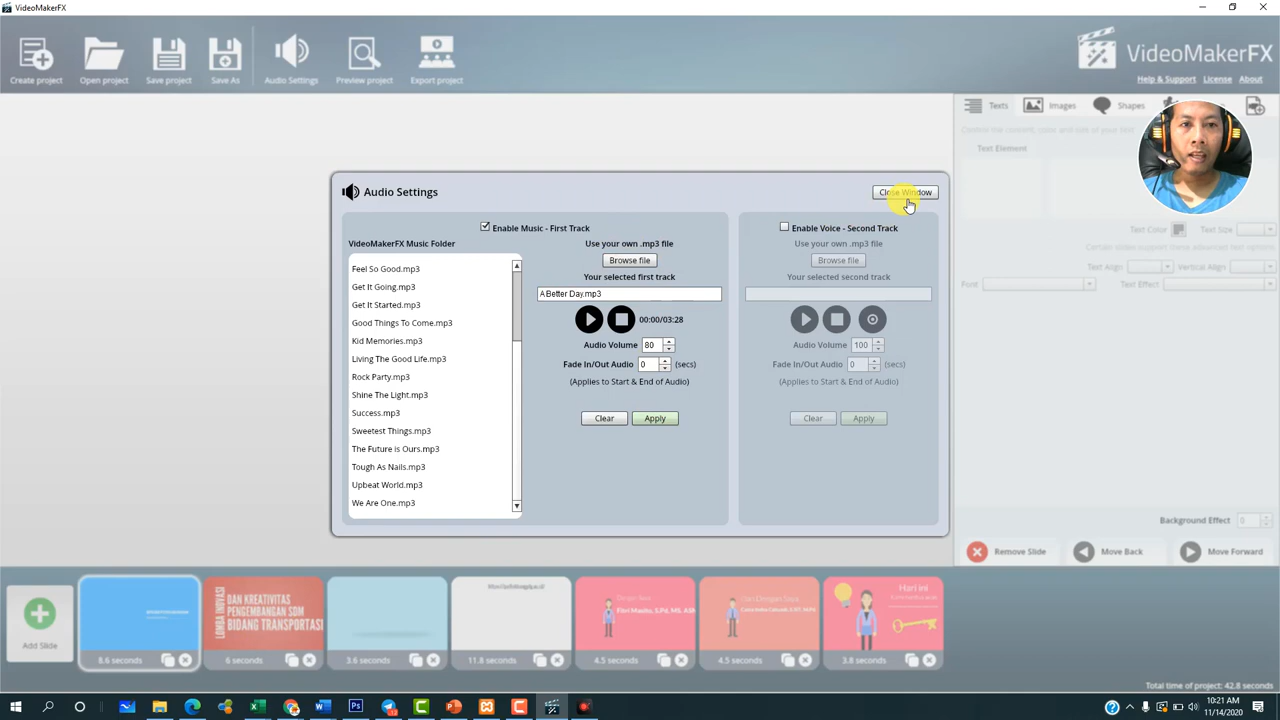 VideoMakerFX
Create project
Open project
Save project
Save As
Audio Settings
Preview project
Export project
VideoMakerFX
Help & Support License About
Texts
Images
Shapes
Text Element
Audio Settings
Close Window
Enable Music - First Track
VideoMakerFX Music Folder
Feel So Good.mp3
Get It Going.mp3
Get It Started.mp3
Good Things To Come.mp3
Kid Memories.mp3
Living The Good Life.mp3
Rock Party.mp3
Shine The Light.mp3
Success.mp3
Sweetest Things.mp3
The Future is Ours.mp3
Tough As Nails.mp3
Upbeat World.mp3
We Are One.mp3
Use your own .mp3 file
Browse file
Your selected first track
A Better Day.mp3
00:00/03:28
Audio Volume 80
Fade In/Out Audio 0 (secs)
(Applies to Start & End of Audio)
Clear Apply
Enable Voice - Second Track
Use your own .mp3 file
Browse file
Your selected second track
Audio Volume 100
Fade In/Out Audio 0 (secs)
(Applies to Start & End of Audio)
Clear Apply
Text Color Text Size
Certain slides support these advanced text options.
Text Align Vertical Align
Font Text Effect
Background Effect 0
Remove Slide
Move Back
Move Forward
Add Slide
8.6 seconds
LOMBA INOVASI
DAN KREATIVITAS
PENGEMBANGAN SDM
BIDANG TRANSPORTASI
6 seconds
3.6 seconds
11.8 seconds
4.5 seconds
4.5 seconds
Hari ini
3.8 seconds
Total time of project: 42.8 seconds
10:21 AM
11/14/2020